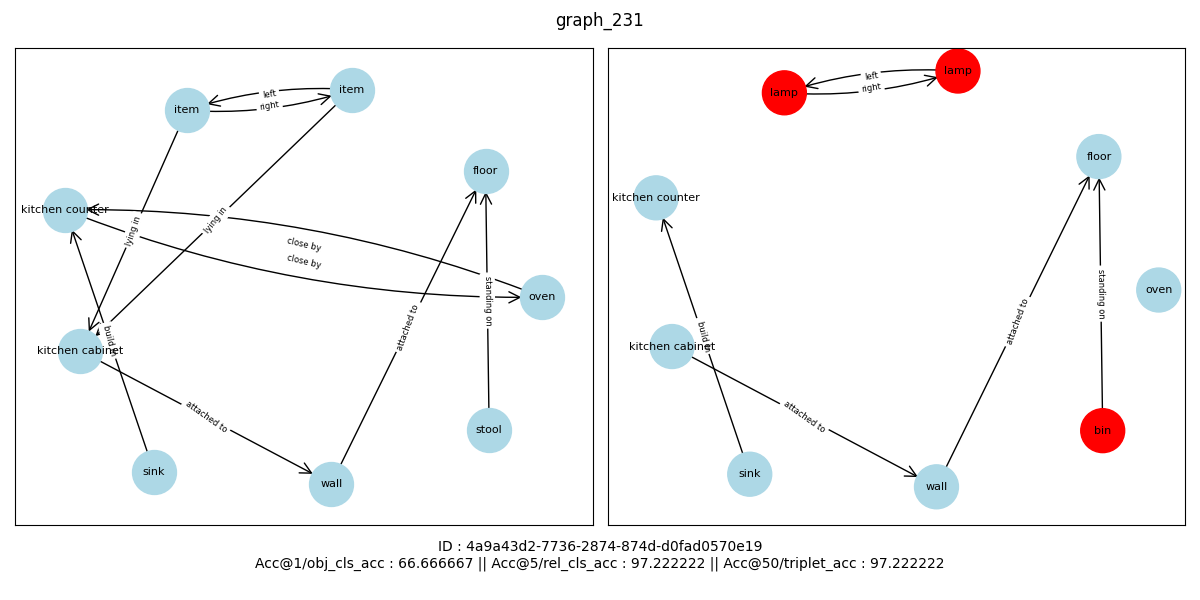 graph_231
item
item
left
right
floor
kitchen counter
lying in
lying in
close by
close by
oven
standing on
attached to
build in
kitchen cabinet
attached to
stool
sink
wall
lamp
lamp
left
right
floor
kitchen counter
oven
standing on
attached to
build in
kitchen cabinet
attached to
bin
sink
wall
ID : 4a9a43d2-7736-2874-874d-d0fad0570e19
Acc@1/obj_cls_acc : 66.666667 || Acc@5/rel_cls_acc : 97.222222 || Acc@50/triplet_acc : 97.222222